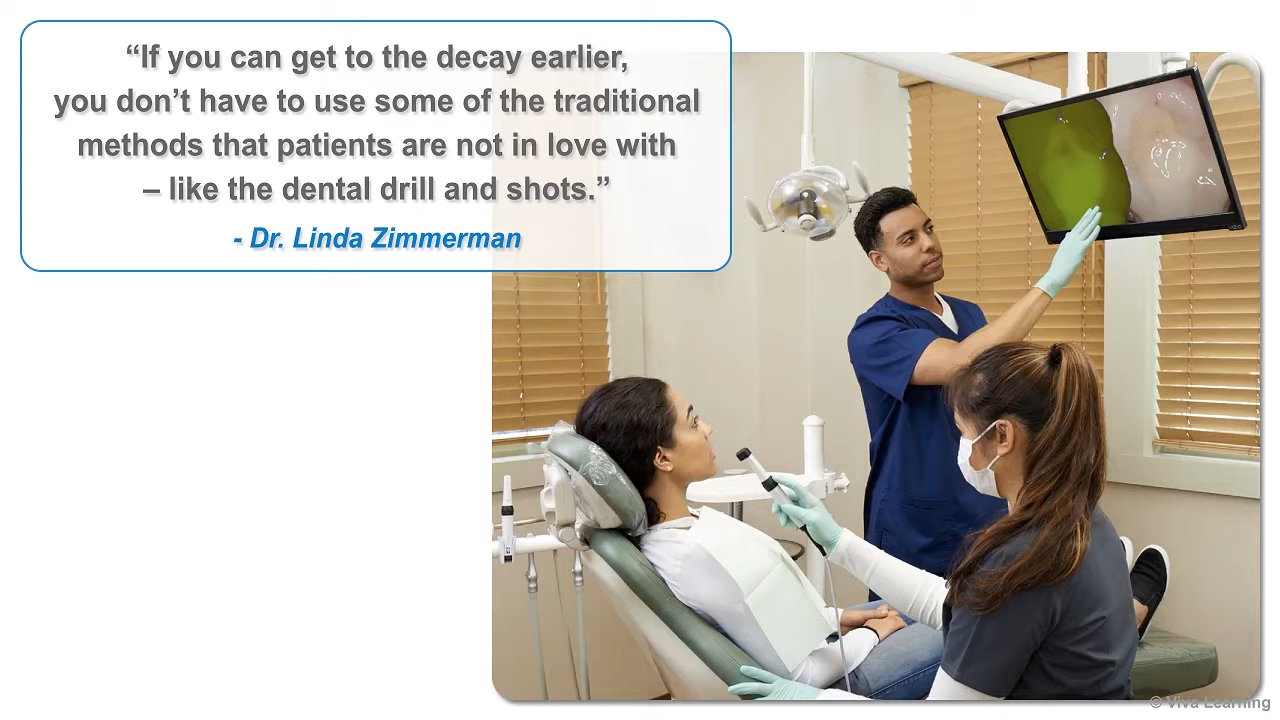 “If you can get to the decay earlier,
you don’t have to use some of the traditional
methods that patients are not in love with
– like the dental drill and shots.”
- Dr. Linda Zimmerman
© Viva Learning